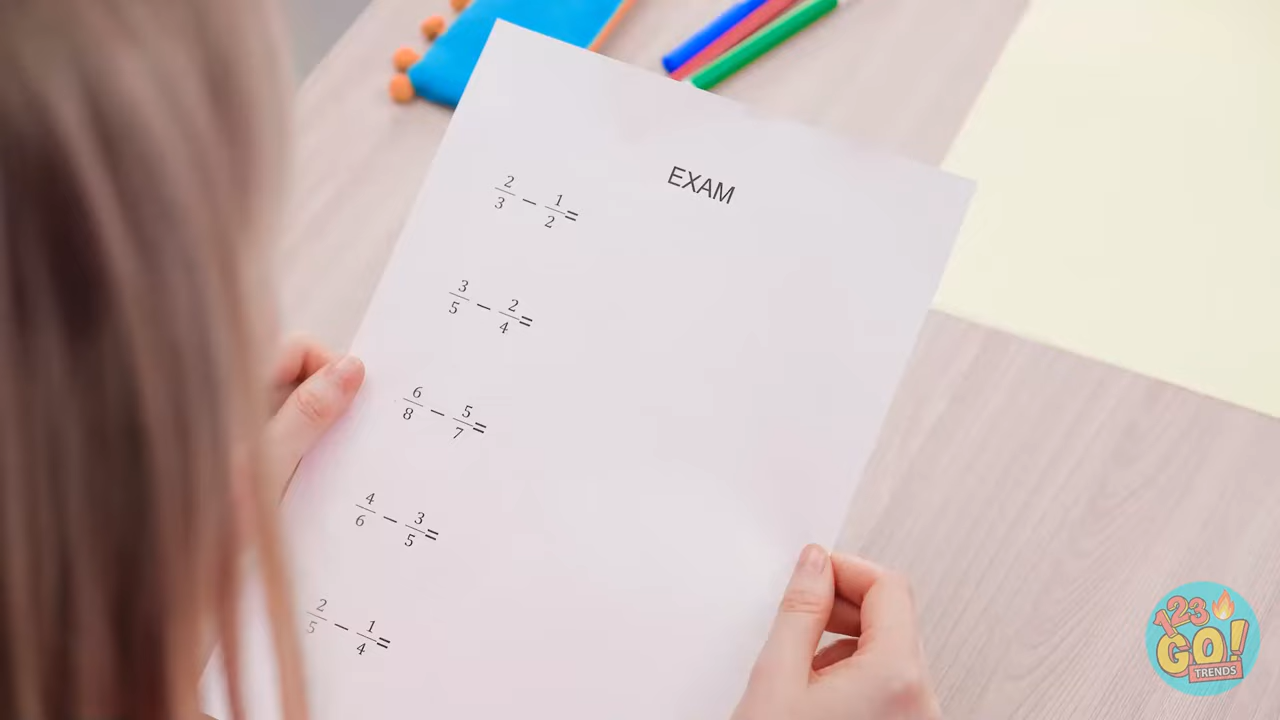 EXAM
2/3 − 1/2 =
3/5 − 2/4 =
6/8 − 5/7 =
4/6 − 3/5 =
2/5 − 1/4 =
123
GO!
TRENDS